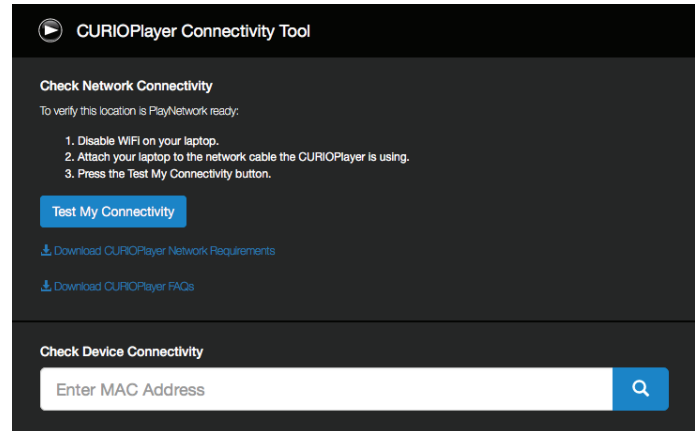 CURIOPlayer Connectivity Tool
Check Network Connectivity
To verify this location is PlayNetwork ready:
1. Disable WiFi on your laptop.
2. Attach your laptop to the network cable the CURIOPlayer is using.
3. Press the Test My Connectivity button.
Test My Connectivity
Download CURIOPlayer Network Requirements
Download CURIOPlayer FAQs
Check Device Connectivity
Enter MAC Address